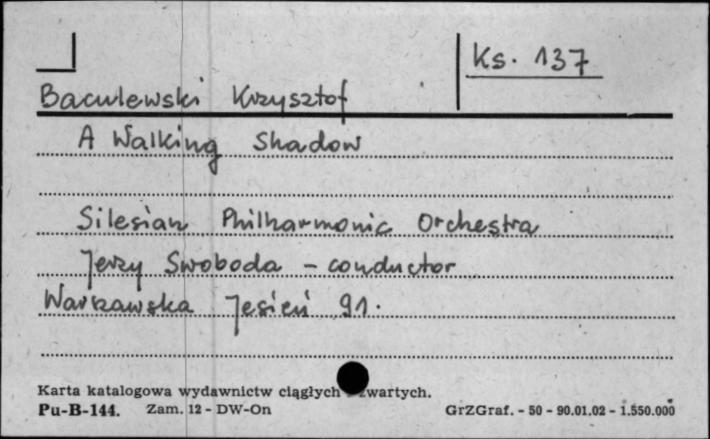 Ks. 137
Baculewski Krzysztof
A Walking Shadow
Silesian Philharmonic Orchestra
Jerzy Swoboda - conductor
Warszawska Jesień 91.
Karta katalogowa wydawnictw ciągłych zwartych.
Pu-B-144. Zam. 12 - DW-On GrZGraf. - 50 - 90.01.02 - 1.550.000